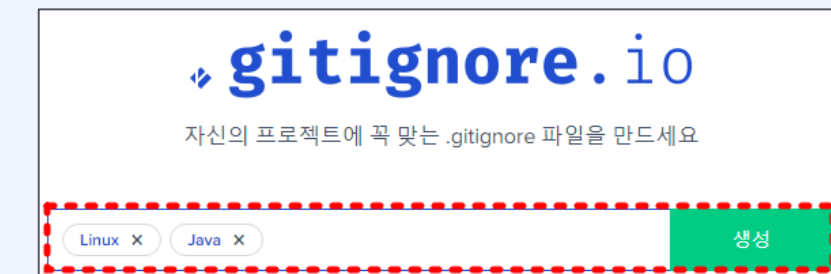 .gitignore.io
자신의 프로젝트에 꼭 맞는 .gitignore 파일을 만드세요
Linux × Java × 생성